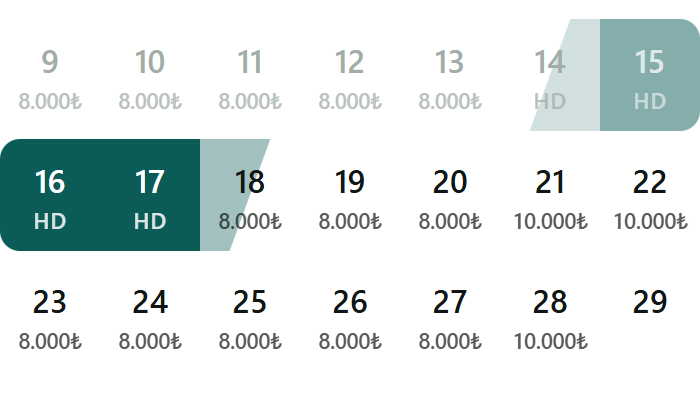 9 10 11 12 13 14 15
8.000₺ 8.000₺ 8.000₺ 8.000₺ 8.000₺ HD HD
16 17 18 19 20 21 22
HD HD 8.000₺ 8.000₺ 8.000₺ 10.000₺ 10.000₺
23 24 25 26 27 28 29
8.000₺ 8.000₺ 8.000₺ 8.000₺ 8.000₺ 10.000₺